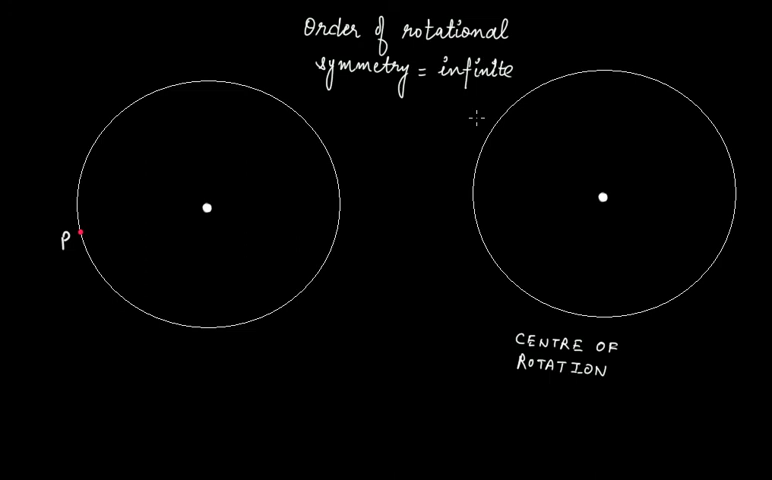 Order of rotational
symmetry = infinite
P
CENTRE OF
ROTATION